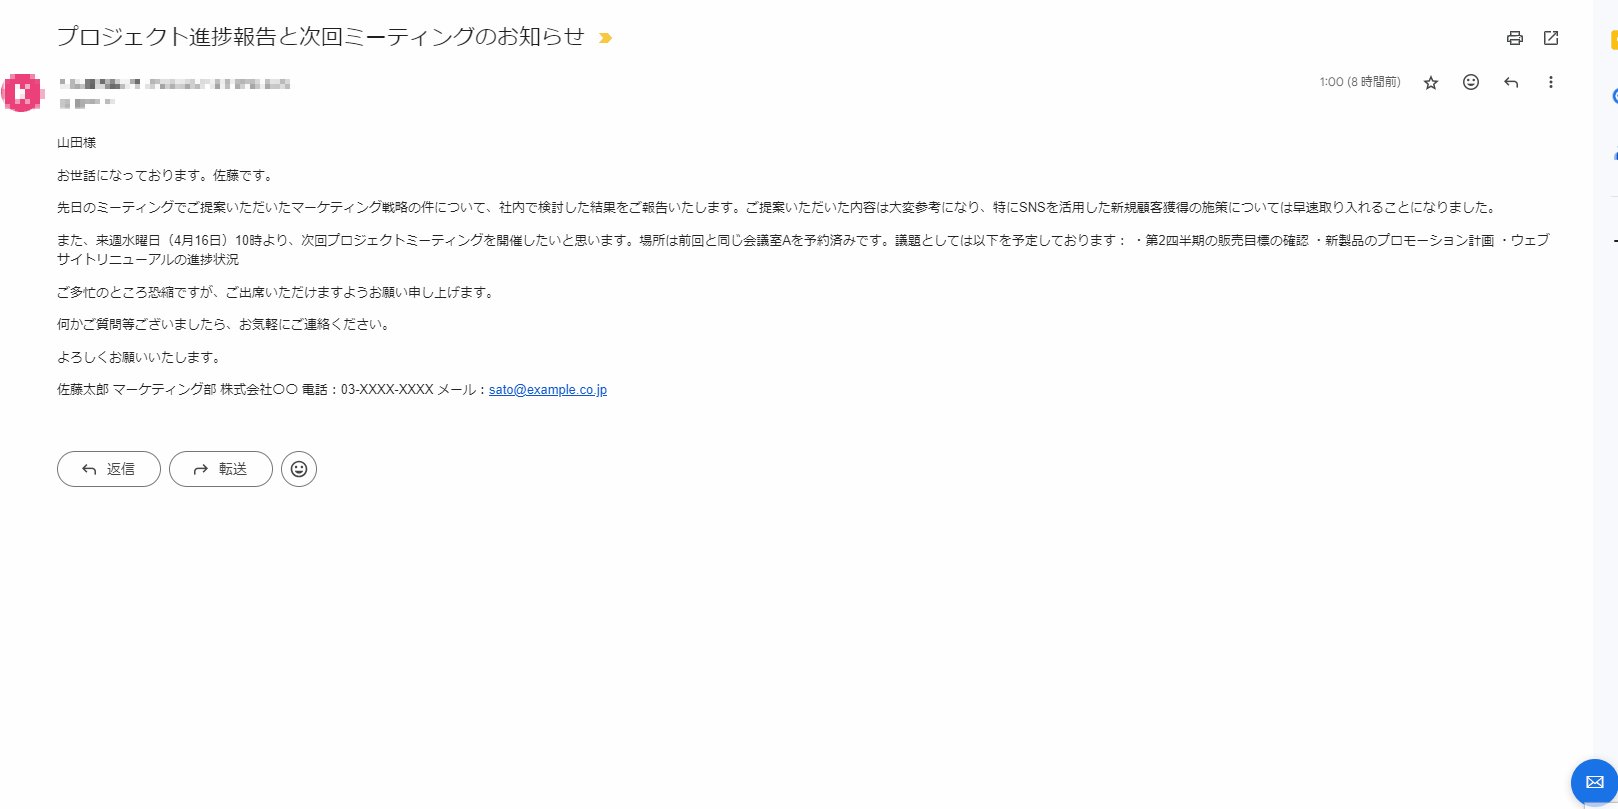 プロジェクト進捗報告と次回ミーティングのお知らせ
1:00 (8 時間前)
山田様
お世話になっております。佐藤です。
先日のミーティングでご提案いただいたマーケティング戦略の件について、社内で検討した結果をご報告いたします。ご提案いただいた内容は大変参考になり、特にSNSを活用した新規顧客獲得の施策については早速取り入れることになりました。
また、来週水曜日（4月16日）10時より、次回プロジェクトミーティングを開催したいと思います。場所は前回と同じ会議室Aを予約済みです。議題としては以下を予定しております： ・第2四半期の販売目標の確認 ・新製品のプロモーション計画 ・ウェブ
サイトリニューアルの進捗状況
ご多忙のところ恐縮ですが、ご出席いただけますようお願い申し上げます。
何かご質問等ございましたら、お気軽にご連絡ください。
よろしくお願いいたします。
佐藤太郎 マーケティング部 株式会社〇〇 電話：03-XXXX-XXXX メール：sato@example.co.jp
返信 転送